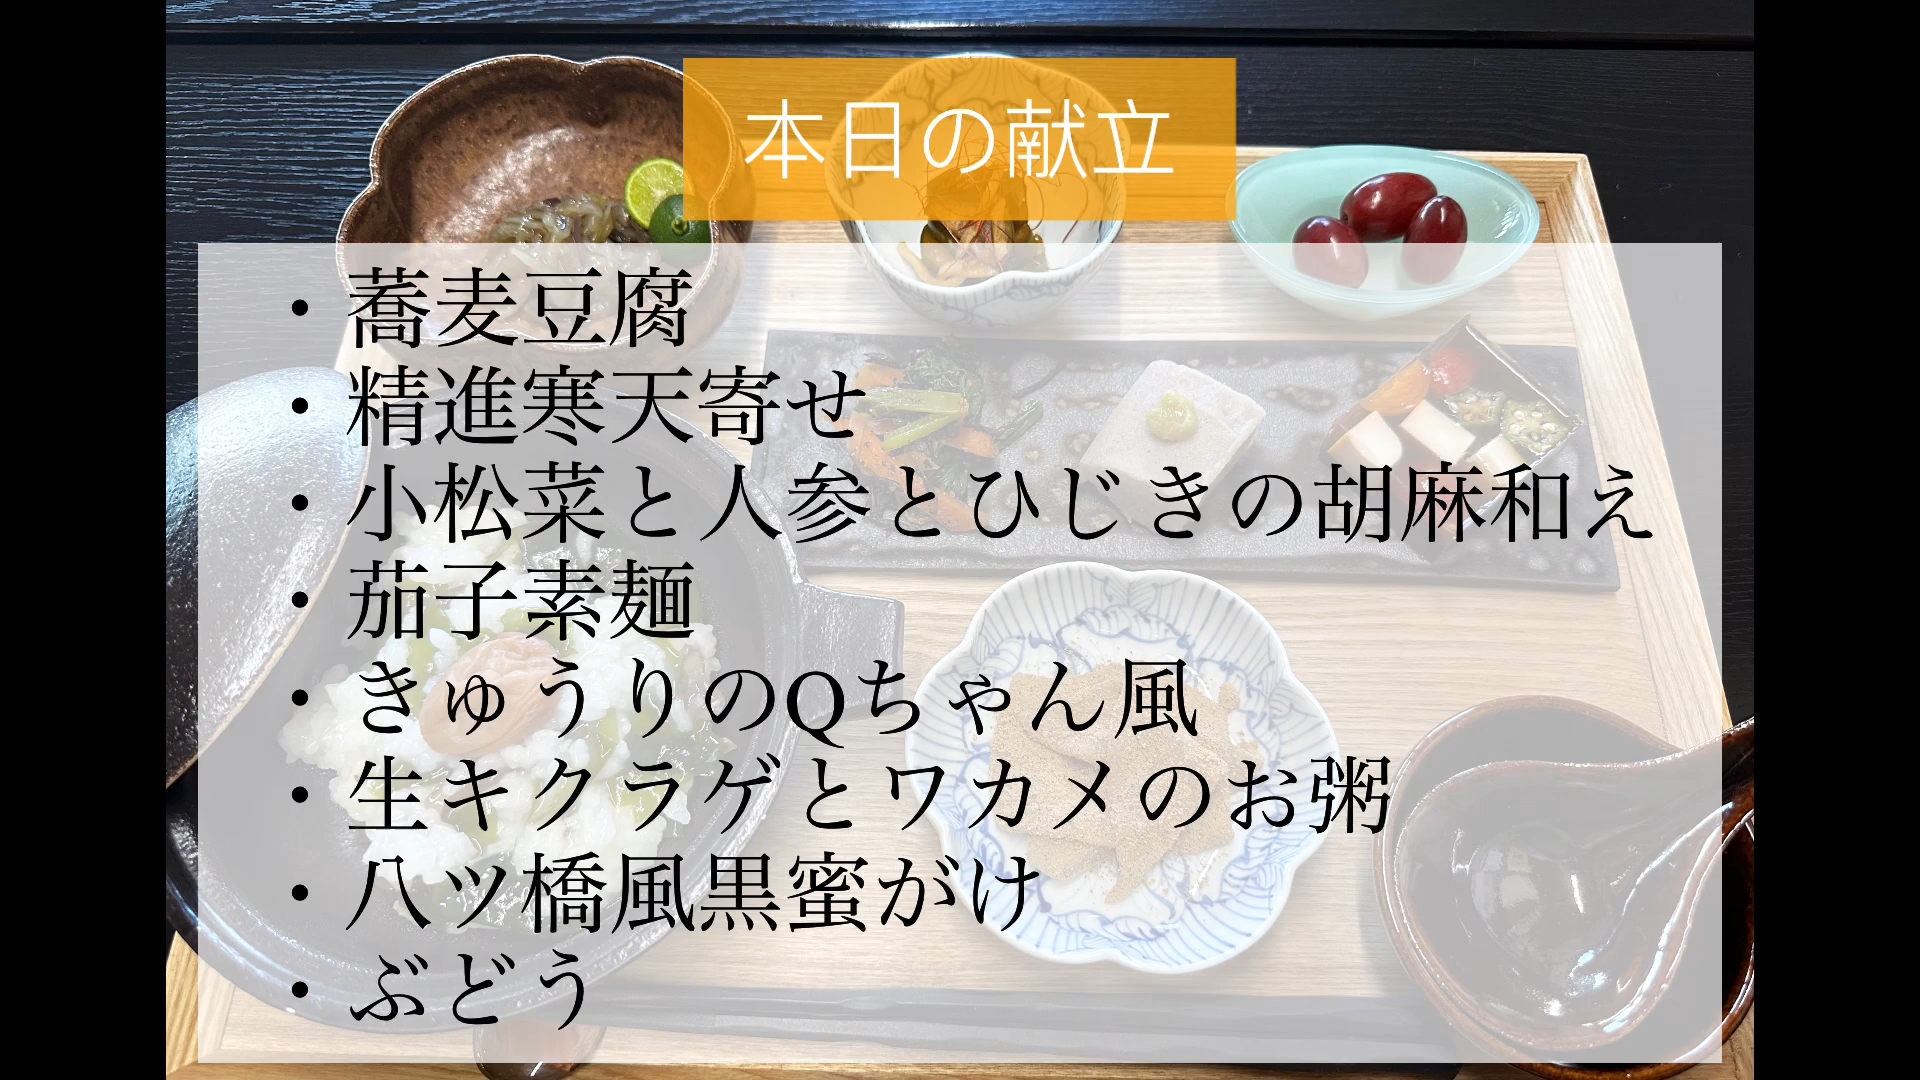 本日の献立
・蕎麦豆腐
・精進寒天寄せ
・小松菜と人参とひじきの胡麻和え
・茄子素麺
・きゅうりのQちゃん風
・生キクラゲとワカメのお粥
・八ツ橋風黒蜜がけ
・ぶどう